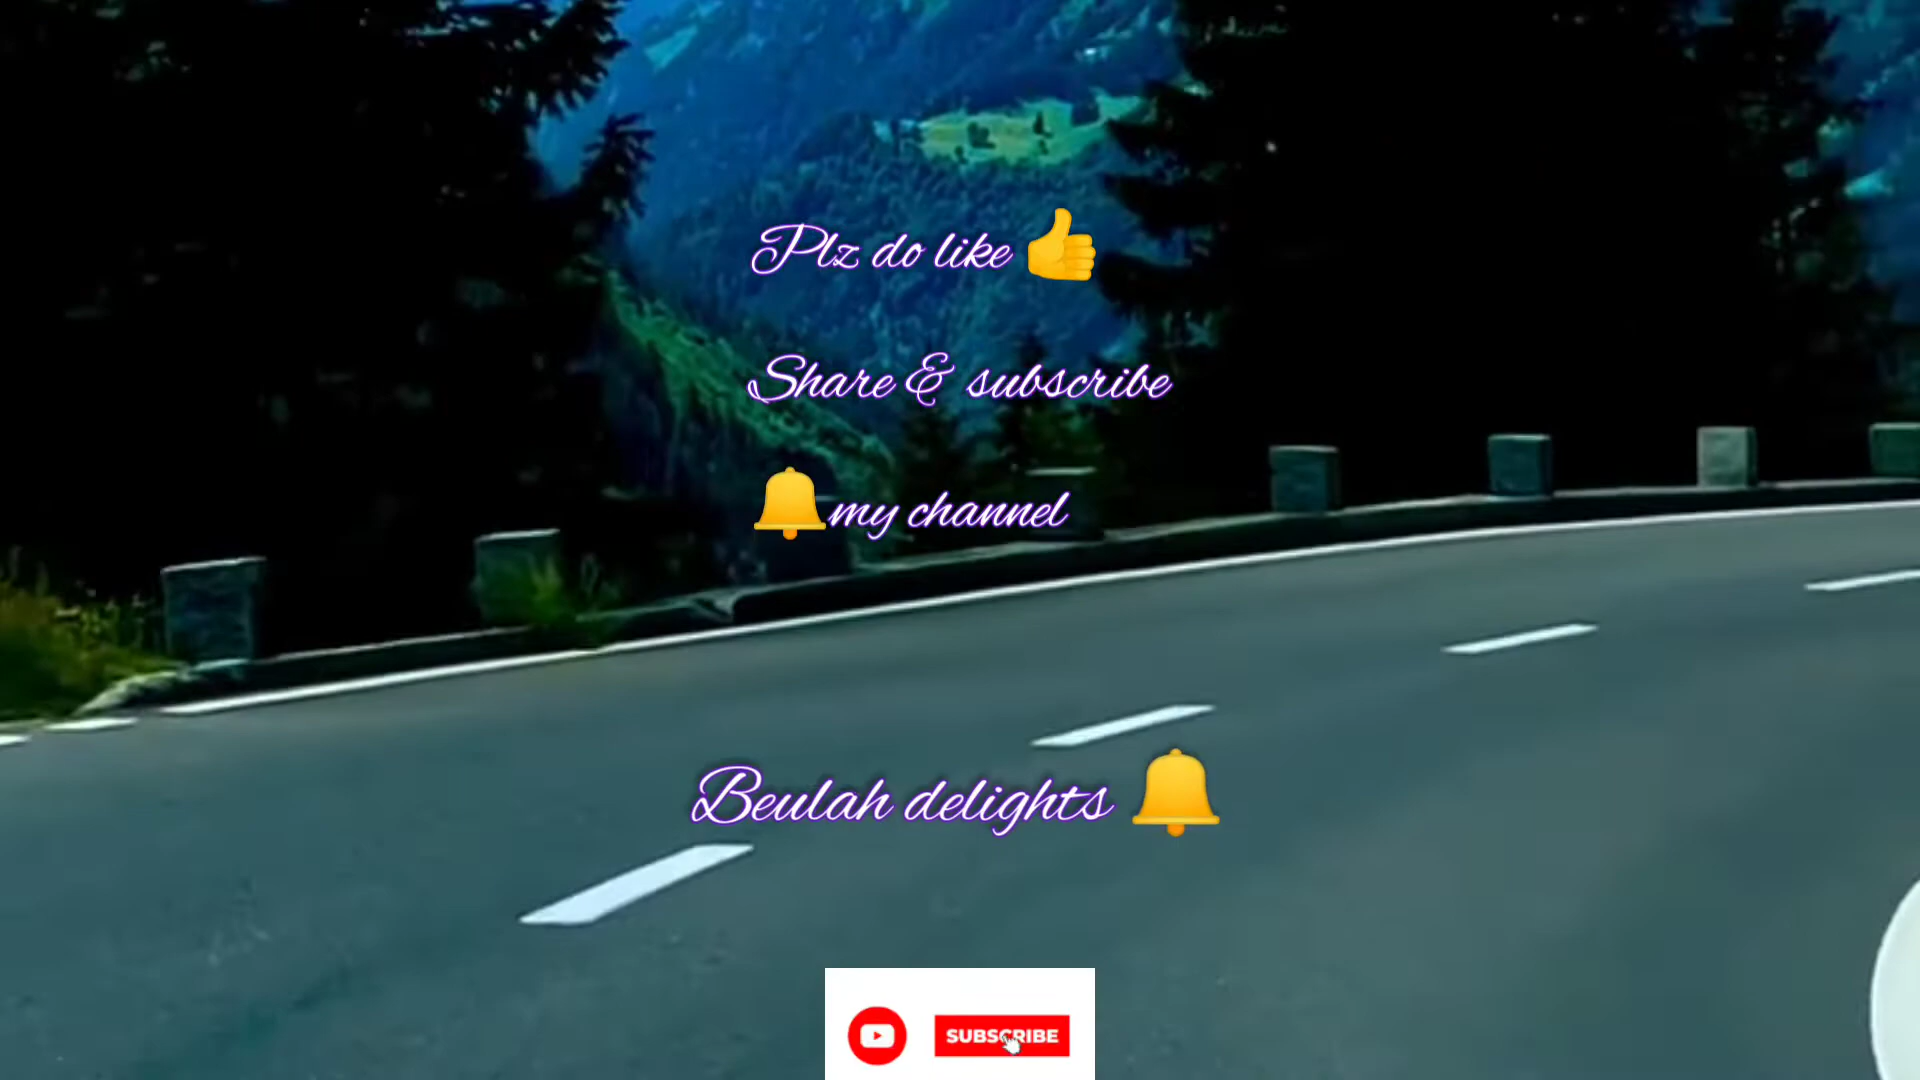 Plz do like 👍
Share & subscribe
🔔my channel
Beulah delights 🔔
SUBSCRIBE